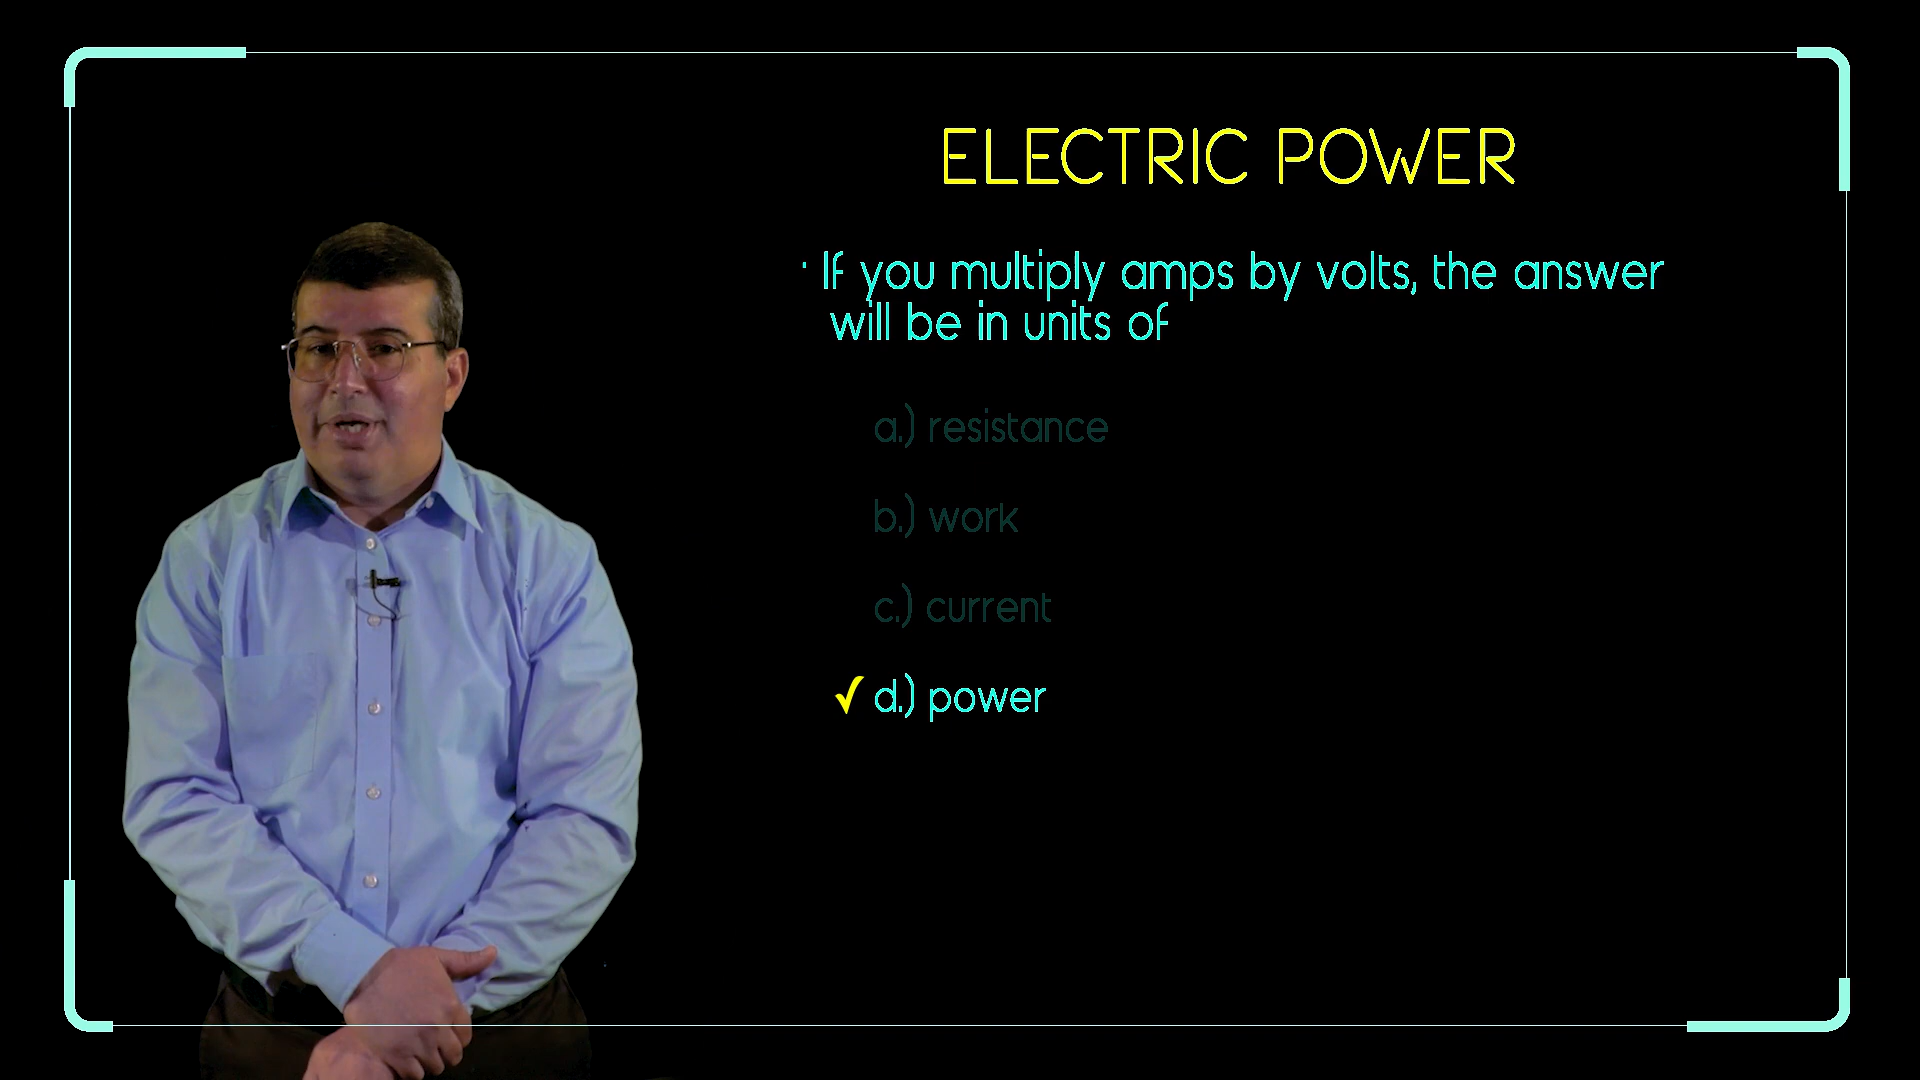 ELECTRIC POWER
· If you multiply amps by volts, the answer
will be in units of
a.) resistance
b.) work
c.) current
✓ d.) power